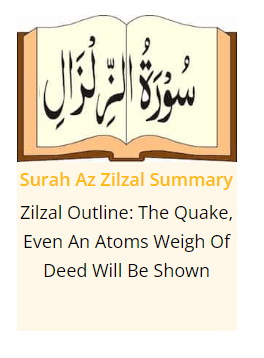 سُورَةُ الزِّلْزَالِ
Surah Az Zilzal Summary
Zilzal Outline: The Quake,
Even An Atoms Weigh Of
Deed Will Be Shown